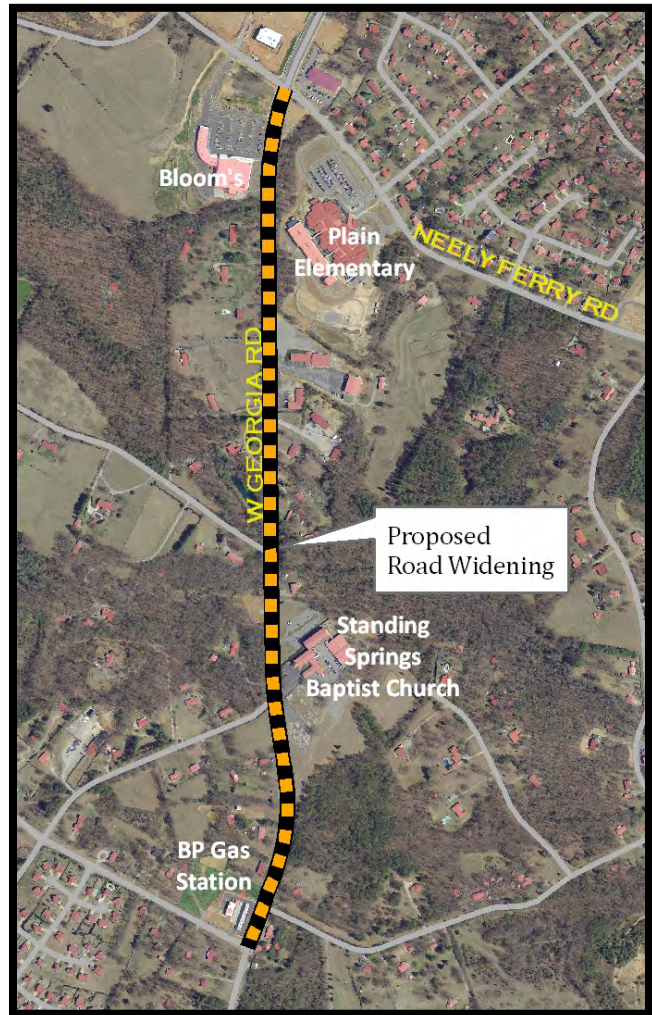 Bloom's
Plain
Elementary
NEELY FERRY RD
W GEORGIA RD
Proposed
Road Widening
Standing
Springs
Baptist Church
BP Gas
Station